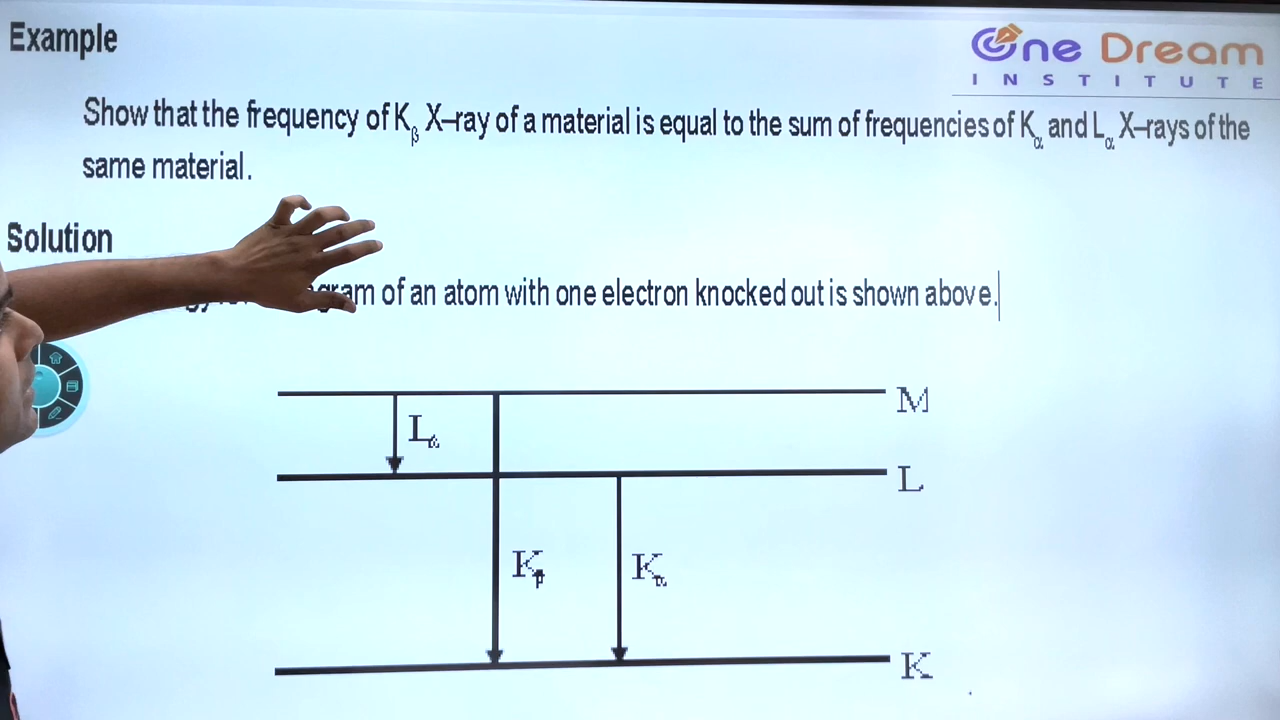 Example
One Dream
INSTITUTE
Show that the frequency of Kβ X–ray of a material is equal to the sum of frequencies of Kα and Lα X–rays of the
same material.
Solution
of an atom with one electron knocked out is shown above.
M
Lα
L
Kβ
Kα
K